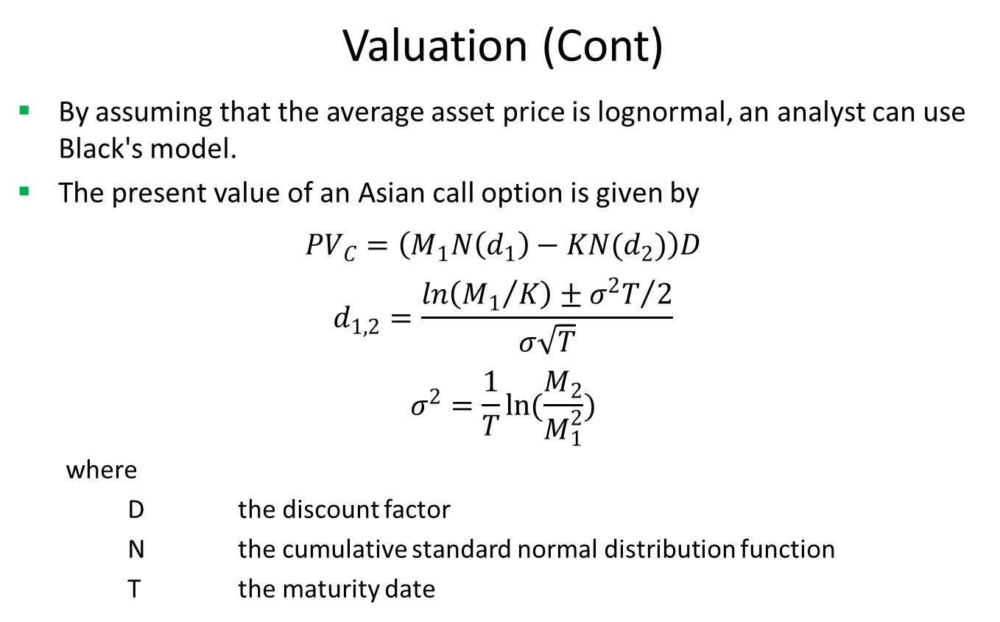 Valuation (Cont)
▪ By assuming that the average asset price is lognormal, an analyst can use
Black's model.
▪ The present value of an Asian call option is given by
$PV_C = (M_1 N(d_1) - KN(d_2))D$
$d_{1,2} = \frac{ln(M_1/K) \pm \sigma^2 T/2}{\sigma\sqrt{T}}$
$\sigma^2 = \frac{1}{T}\ln(\frac{M_2}{M_1^2})$
where
D the discount factor
N the cumulative standard normal distribution function
T the maturity date